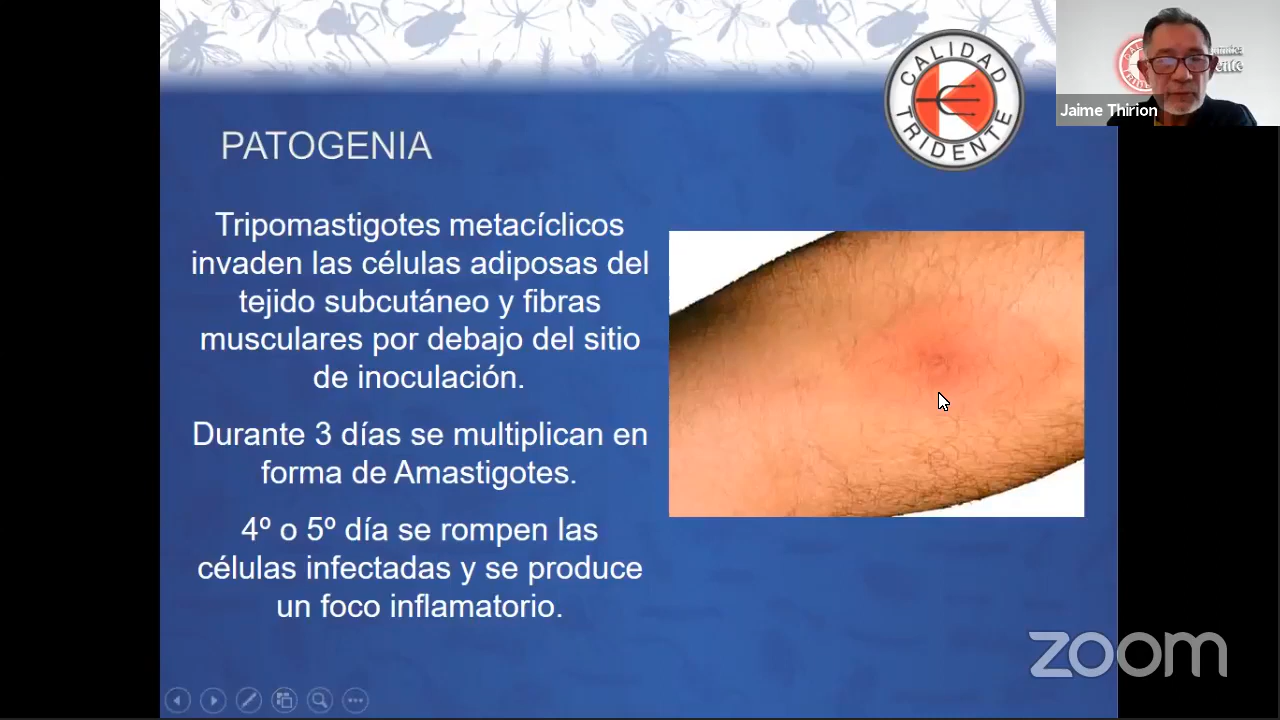 CALIDAD
TRIDENTE
Jaime Thirion
PATOGENIA
Tripomastigotes metacíclicos
invaden las células adiposas del
tejido subcutáneo y fibras
musculares por debajo del sitio
de inoculación.
Durante 3 días se multiplican en
forma de Amastigotes.
4º o 5º día se rompen las
células infectadas y se produce
un foco inflamatorio.
zoom